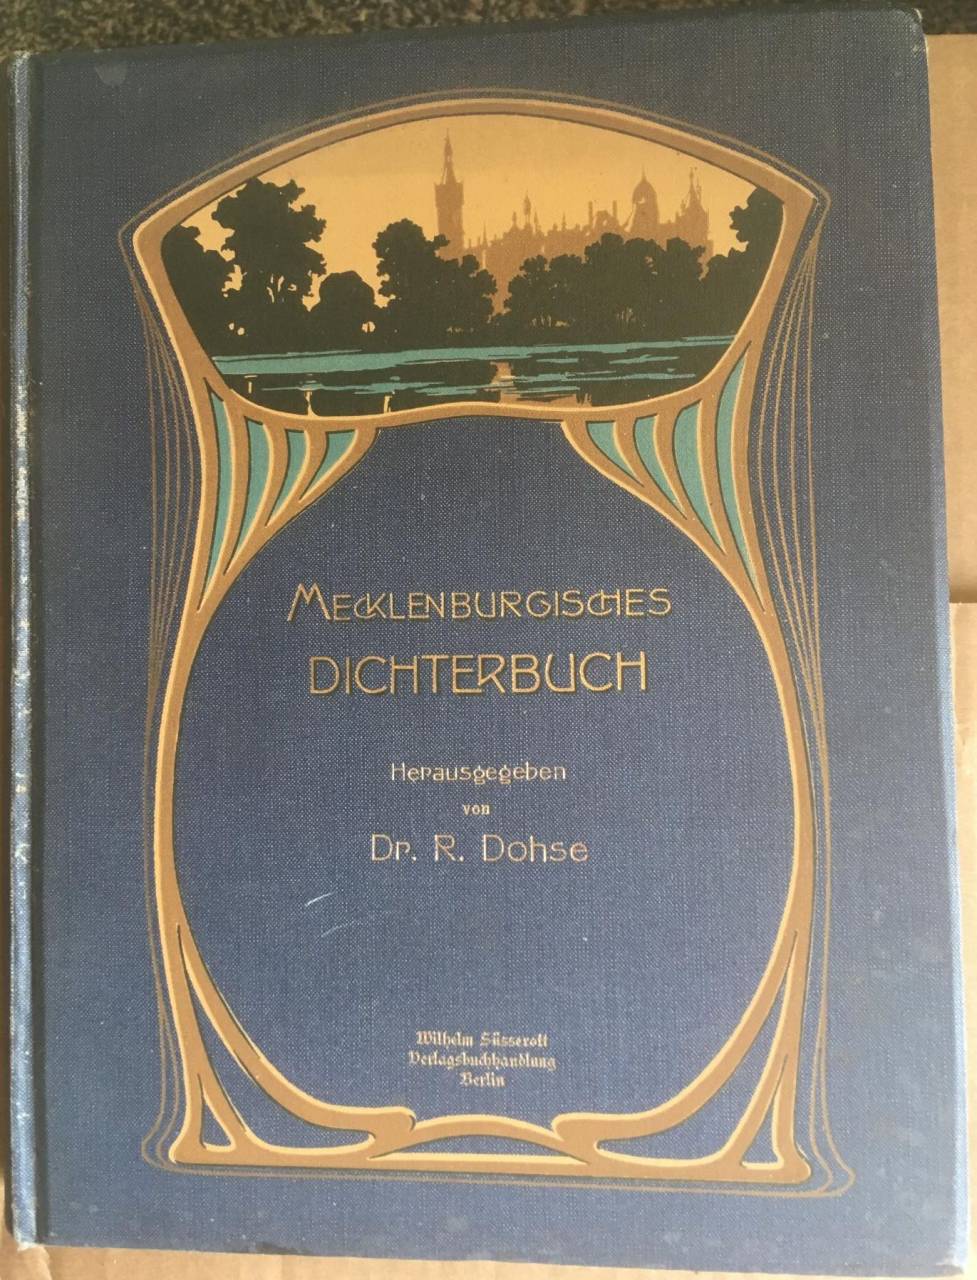 MECKLENBURGISCHES
DICHTERBUCH
Herausgegeben
von
Dr. R. Dohse
Wilhelm Süsserott
Verlagsbuchhandlung
Berlin